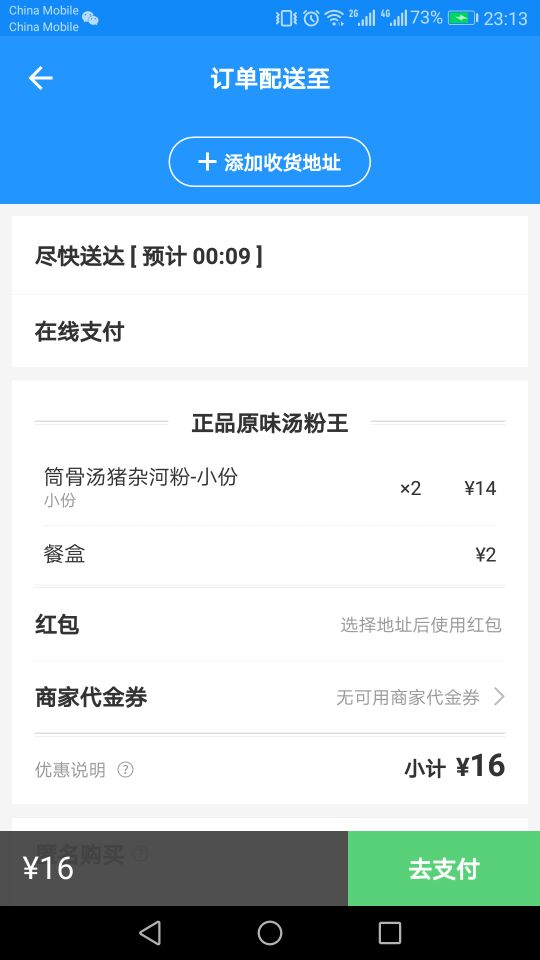 China Mobile
China Mobile
2G 4G 73% 23:13
订单配送至
+ 添加收货地址
尽快送达 [ 预计 00:09 ]
在线支付
正品原味汤粉王
筒骨汤猪杂河粉-小份 ×2 ¥14
小份
餐盒 ¥2
红包 选择地址后使用红包
商家代金券 无可用商家代金券
优惠说明 ? 小计 ¥16
匿名购买 ?
¥16 去支付